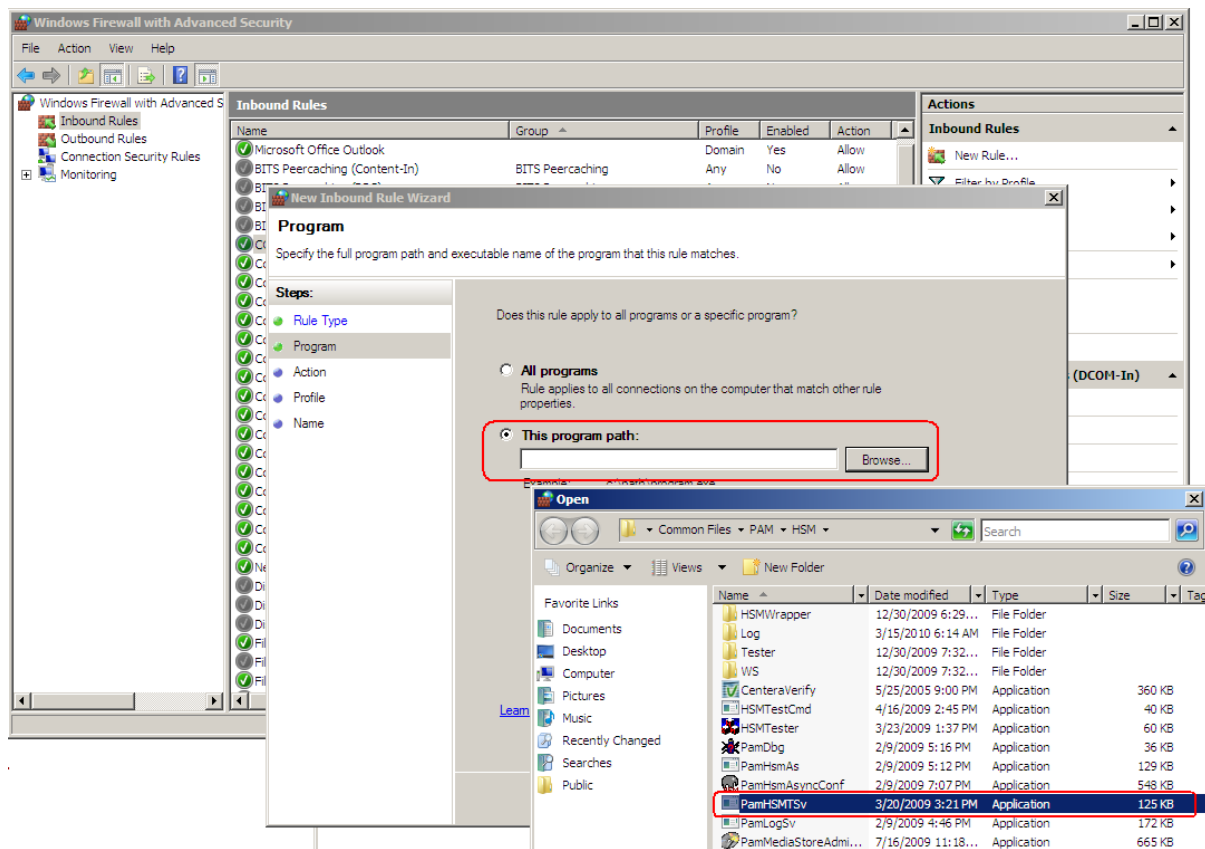 Windows Firewall with Advanced Security
File Action View Help
Windows Firewall with Advanced S
Inbound Rules
Outbound Rules
Connection Security Rules
Monitoring
Inbound Rules
Name Group Profile Enabled Action
Microsoft Office Outlook Domain Yes Allow
BITS Peercaching (Content-In) BITS Peercaching Any No Allow
Actions
Inbound Rules
New Rule...
Filter by Profile
(DCOM-In)
New Inbound Rule Wizard
Program
Specify the full program path and executable name of the program that this rule matches.
Steps:
Rule Type
Program
Action
Profile
Name
Does this rule apply to all programs or a specific program?
All programs
Rule applies to all connections on the computer that match other rule
properties.
This program path:
Browse...
Example: c:\path\program.exe
Learn
Open
Common Files PAM HSM
Search
Organize Views New Folder
Favorite Links
Documents
Desktop
Computer
Pictures
Music
Recently Changed
Searches
Public
Name Date modified Type Size Tag
HSMWrapper 12/30/2009 6:29... File Folder
Log 3/15/2010 6:14 AM File Folder
Tester 12/30/2009 7:32... File Folder
WS 12/30/2009 7:32... File Folder
CenteraVerify 5/25/2005 9:00 PM Application 360 KB
HSMTestCmd 4/16/2009 2:45 PM Application 40 KB
HSMTester 3/23/2009 1:37 PM Application 60 KB
PamDbg 2/9/2009 5:16 PM Application 36 KB
PamHsmAs 2/9/2009 5:12 PM Application 129 KB
PamHsmAsyncConf 2/9/2009 7:07 PM Application 548 KB
PamHSMTSv 3/20/2009 3:21 PM Application 125 KB
PamLogSv 2/9/2009 4:46 PM Application 172 KB
PamMediaStoreAdmi... 7/16/2009 11:18... Application 665 KB